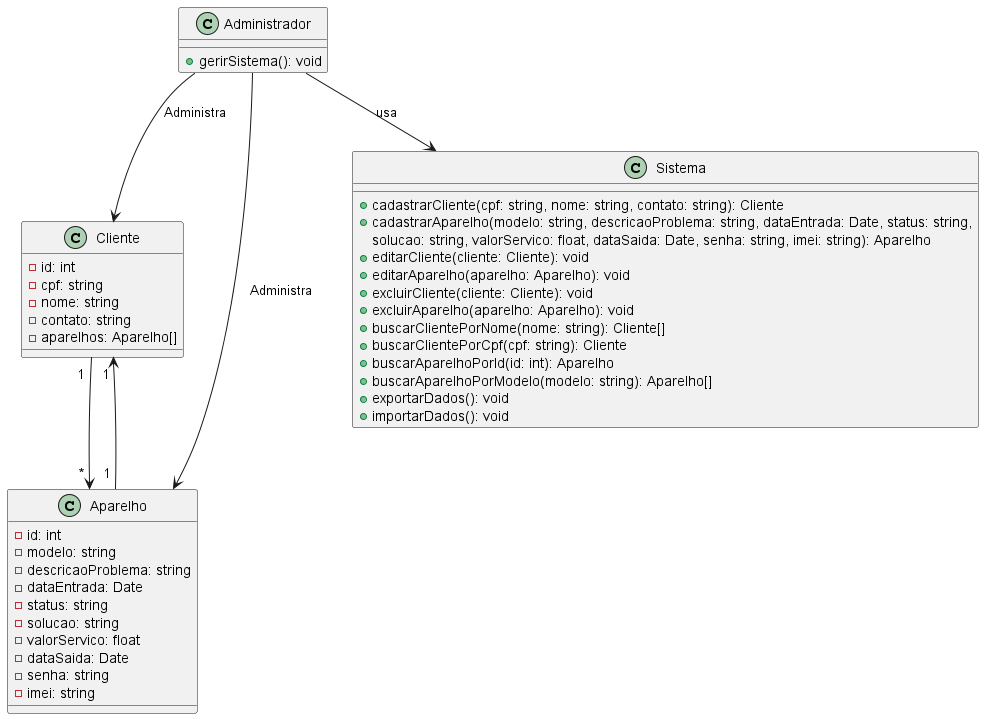 C Administrador
gerirSistema(): void
Administra
usa
Administra
C Sistema
cadastrarCliente(cpf: string, nome: string, contato: string): Cliente
cadastrarAparelho(modelo: string, descricaoProblema: string, dataEntrada: Date, status: string,
solucao: string, valorServico: float, dataSaida: Date, senha: string, imei: string): Aparelho
editarCliente(cliente: Cliente): void
editarAparelho(aparelho: Aparelho): void
excluirCliente(cliente: Cliente): void
excluirAparelho(aparelho: Aparelho): void
buscarClientePorNome(nome: string): Cliente[]
buscarClientePorCpf(cpf: string): Cliente
buscarAparelhoPorId(id: int): Aparelho
buscarAparelhoPorModelo(modelo: string): Aparelho[]
exportarDados(): void
importarDados(): void
C Cliente
id: int
cpf: string
nome: string
contato: string
aparelhos: Aparelho[]
1 1
* 1
C Aparelho
id: int
modelo: string
descricaoProblema: string
dataEntrada: Date
status: string
solucao: string
valorServico: float
dataSaida: Date
senha: string
imei: string